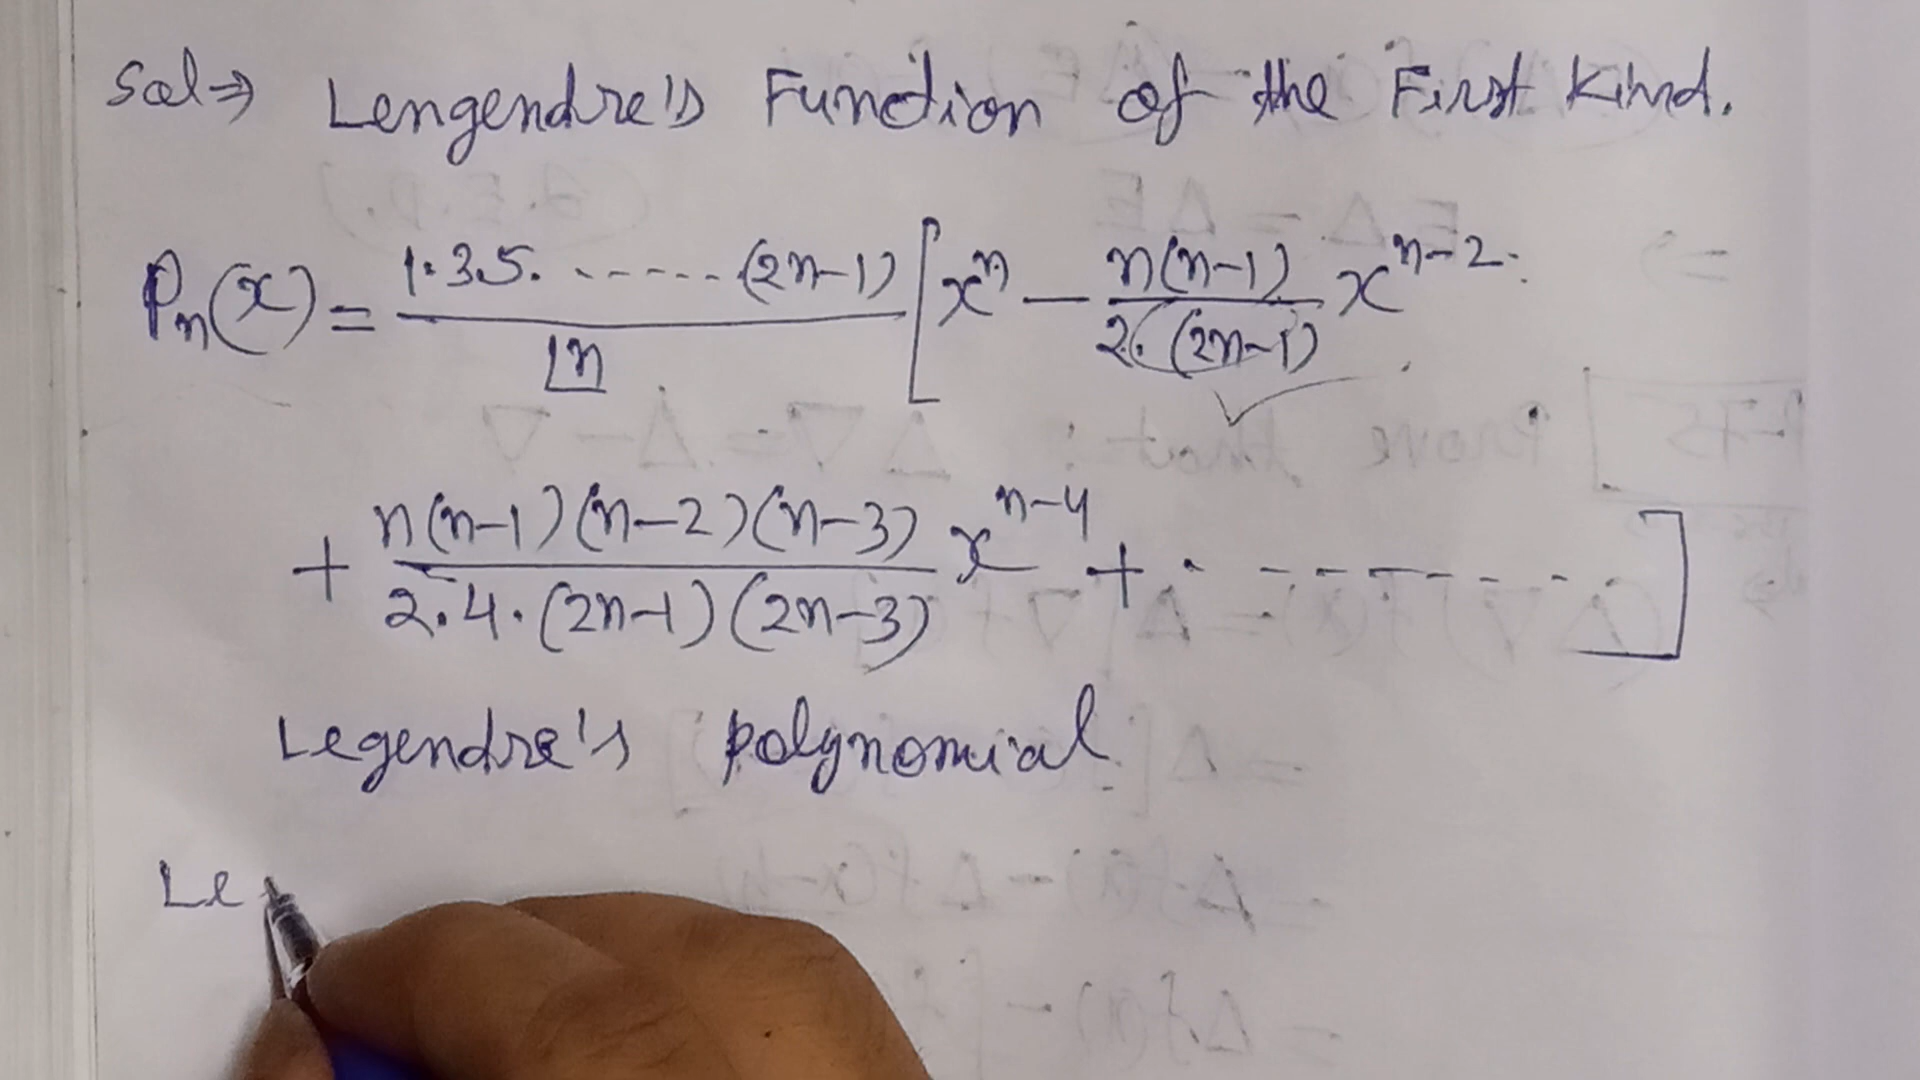 Sol⇒ Lengendre's Function of the First Kind.
Pn(x) = 1.3.5. ------ (2n-1) / |n [ x^n - n(n-1) / 2.(2n-1) x^n-2
+ n(n-1)(n-2)(n-3) / 2.4.(2n-1)(2n-3) x^n-4 + - - - - - - - - ]
Legendre's polynomial
Le